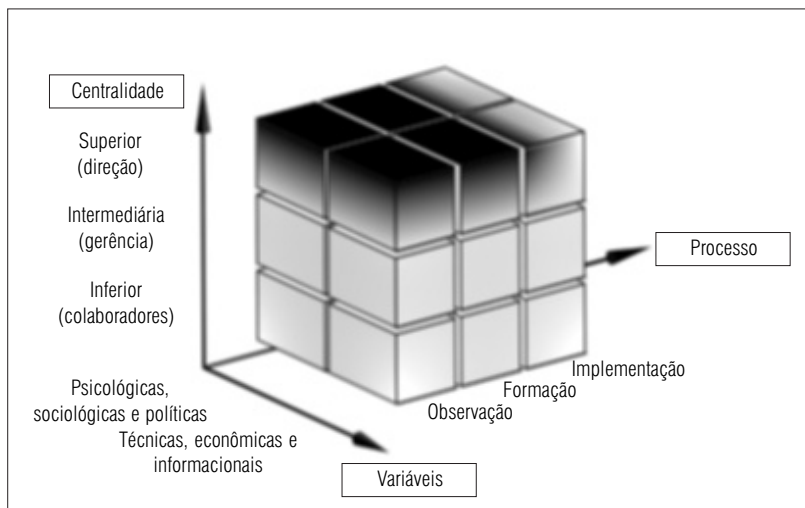 Centralidade
Superior
(direção)
Intermediária
(gerência)
Inferior
(colaboradores)
Processo
Implementação
Formação
Observação
Psicológicas,
sociológicas e políticas
Técnicas, econômicas e
informacionais
Variáveis